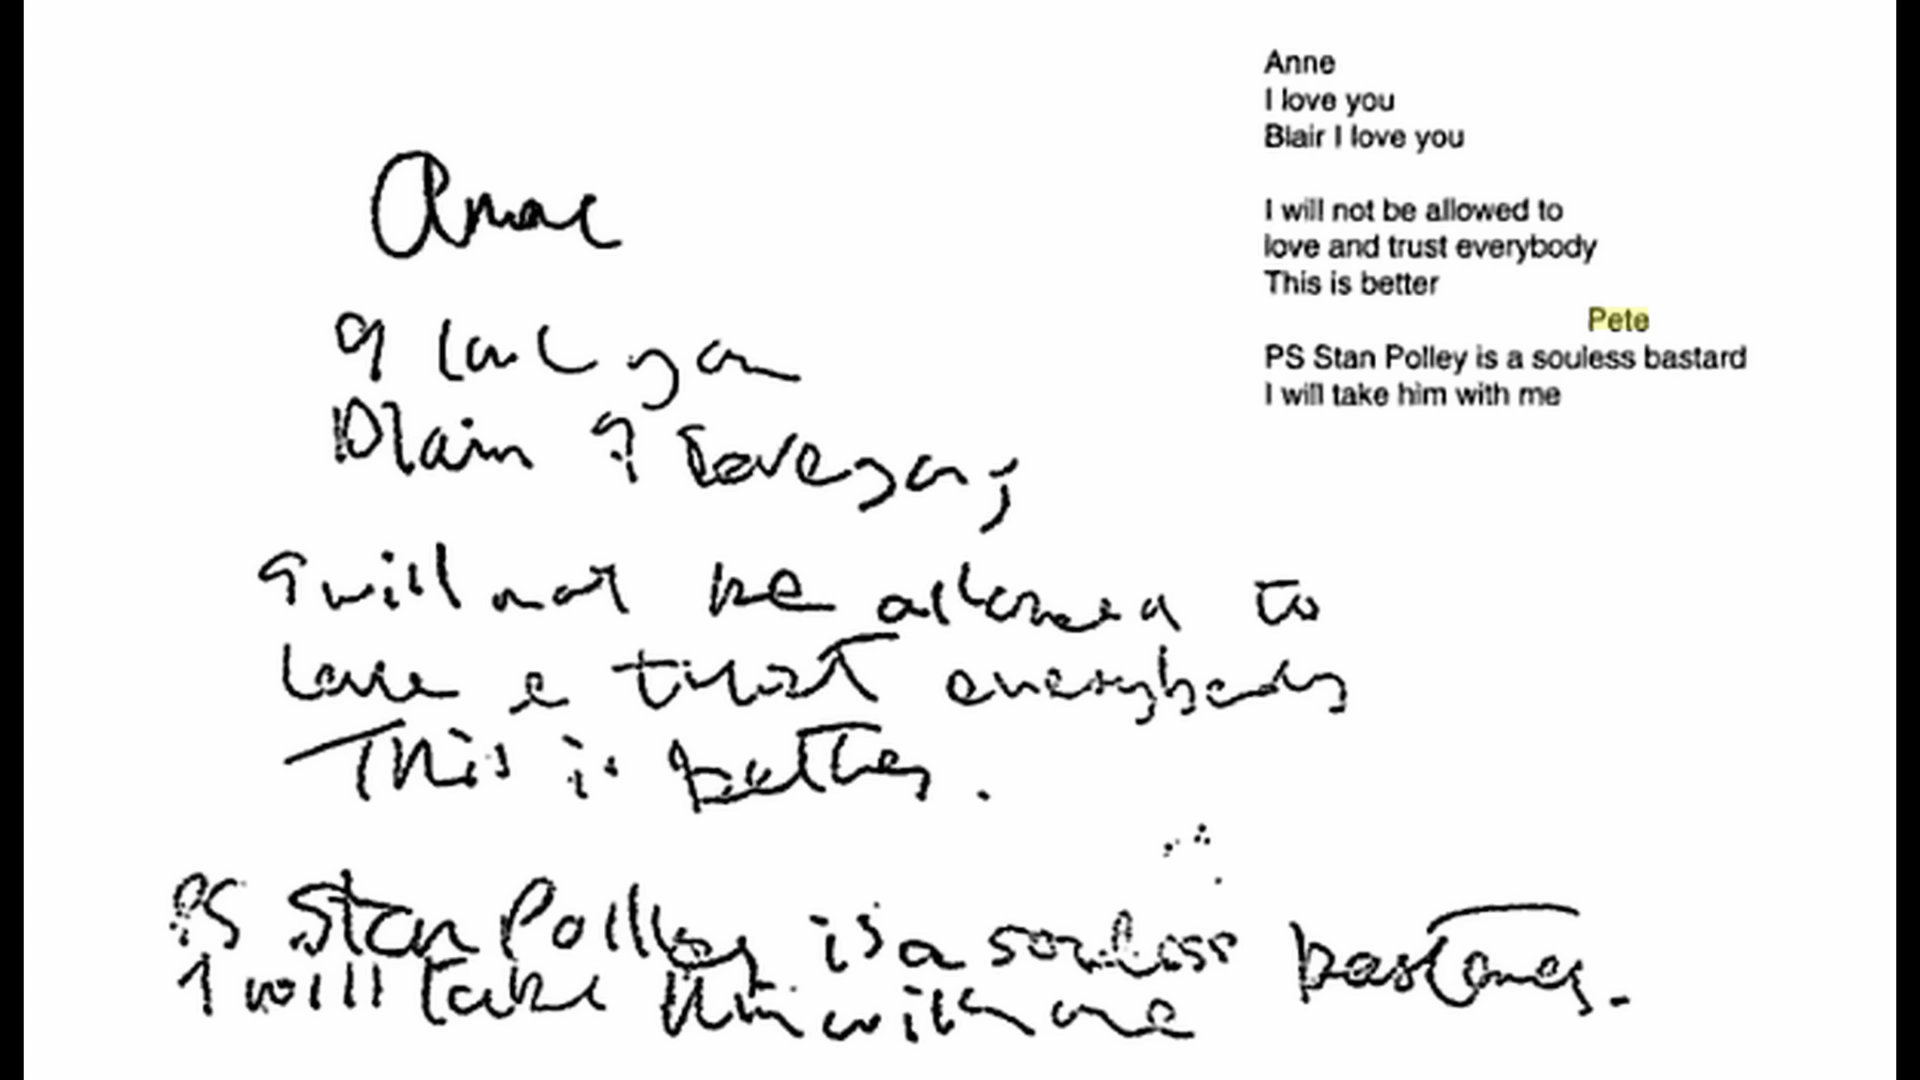 Anne
I love you
Blair I love you
I will not be allowed to
love and trust everybody
This is better
Pete
PS Stan Polley is a souless bastard
I will take him with me
Anne
I love you
Blair I love you
I will not be allowed to
love & trust everybody
This is better.
PS Stan Polley is a souless bastard.
I will take him with me